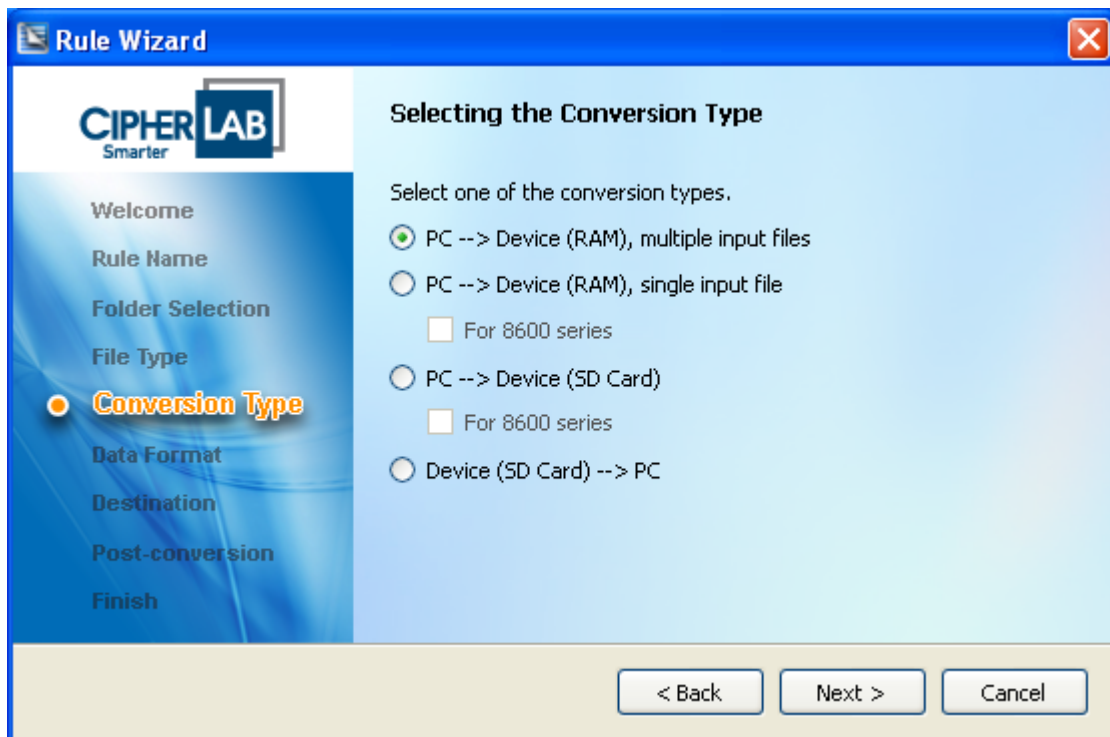 Rule Wizard
CIPHERLAB
Smarter
Welcome
Rule Name
Folder Selection
File Type
Conversion Type
Data Format
Destination
Post-conversion
Finish
Selecting the Conversion Type
Select one of the conversion types.
PC --> Device (RAM), multiple input files
PC --> Device (RAM), single input file
For 8600 series
PC --> Device (SD Card)
For 8600 series
Device (SD Card) --> PC
< Back
Next >
Cancel